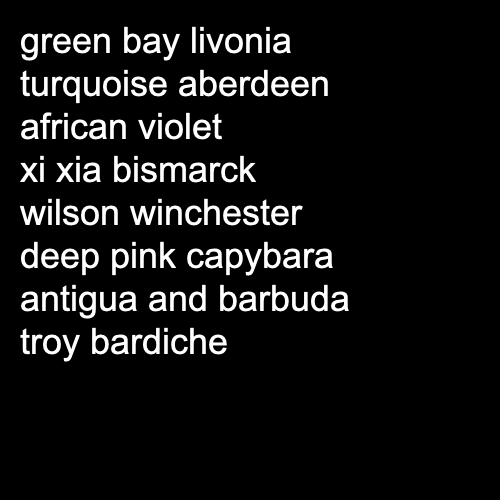 green bay livonia
turquoise aberdeen
african violet
xi xia bismarck
wilson winchester
deep pink capybara
antigua and barbuda
troy bardiche